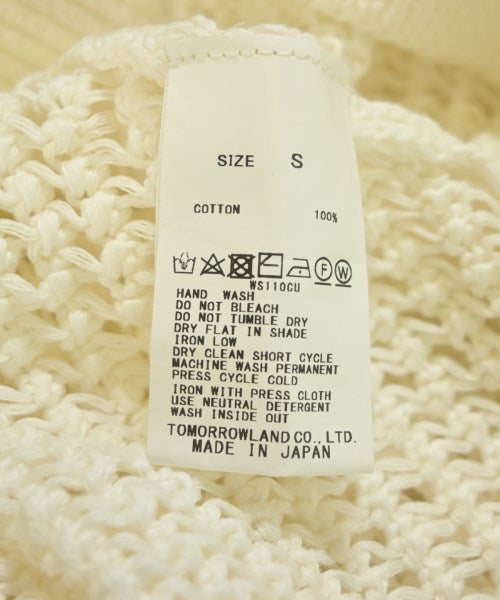 SIZE S
COTTON 100%
F W
WS110CU
HAND WASH
DO NOT BLEACH
DO NOT TUMBLE DRY
DRY FLAT IN SHADE
IRON LOW
DRY CLEAN SHORT CYCLE
MACHINE WASH PERMANENT
PRESS CYCLE COLD
IRON WITH PRESS CLOTH
USE NEUTRAL DETERGENT
WASH INSIDE OUT
TOMORROWLAND CO., LTD.
MADE IN JAPAN